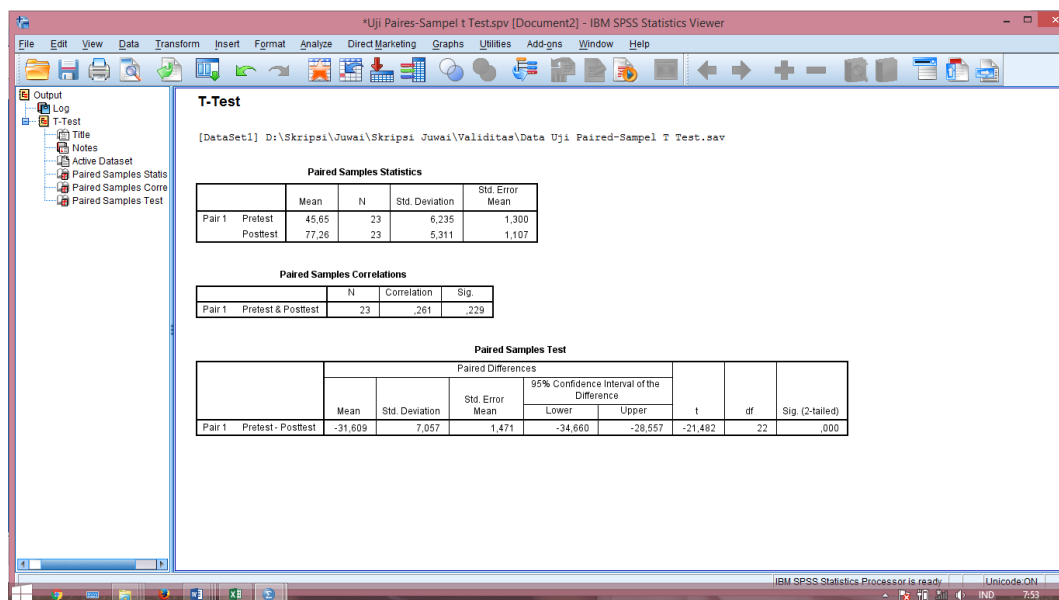 *Uji Paires-Sampel t Test.spv [Document2] - IBM SPSS Statistics Viewer
File Edit View Data Transform Insert Format Analyze Direct Marketing Graphs Utilities Add-ons Window Help
Output
Log
T-Test
Title
Notes
Active Dataset
Paired Samples Statis
Paired Samples Corre
Paired Samples Test
T-Test
[DataSet1] D:\Skripsi\Juwai\Skripsi Juwai\Validitas\Data Uji Paired-Sampel T Test.sav
Paired Samples Statistics
Mean N Std. Deviation Std. Error Mean
Pair 1 Pretest 45,65 23 6,235 1,300
Posttest 77,26 23 5,311 1,107
Paired Samples Correlations
N Correlation Sig.
Pair 1 Pretest & Posttest 23 ,261 ,229
Paired Samples Test
Paired Differences
95% Confidence Interval of the Difference
Mean Std. Deviation Std. Error Mean Lower Upper t df Sig. (2-tailed)
Pair 1 Pretest - Posttest -31,609 7,057 1,471 -34,660 -28,557 -21,482 22 ,000
IBM SPSS Statistics Processor is ready Unicode:ON
IND 7:53